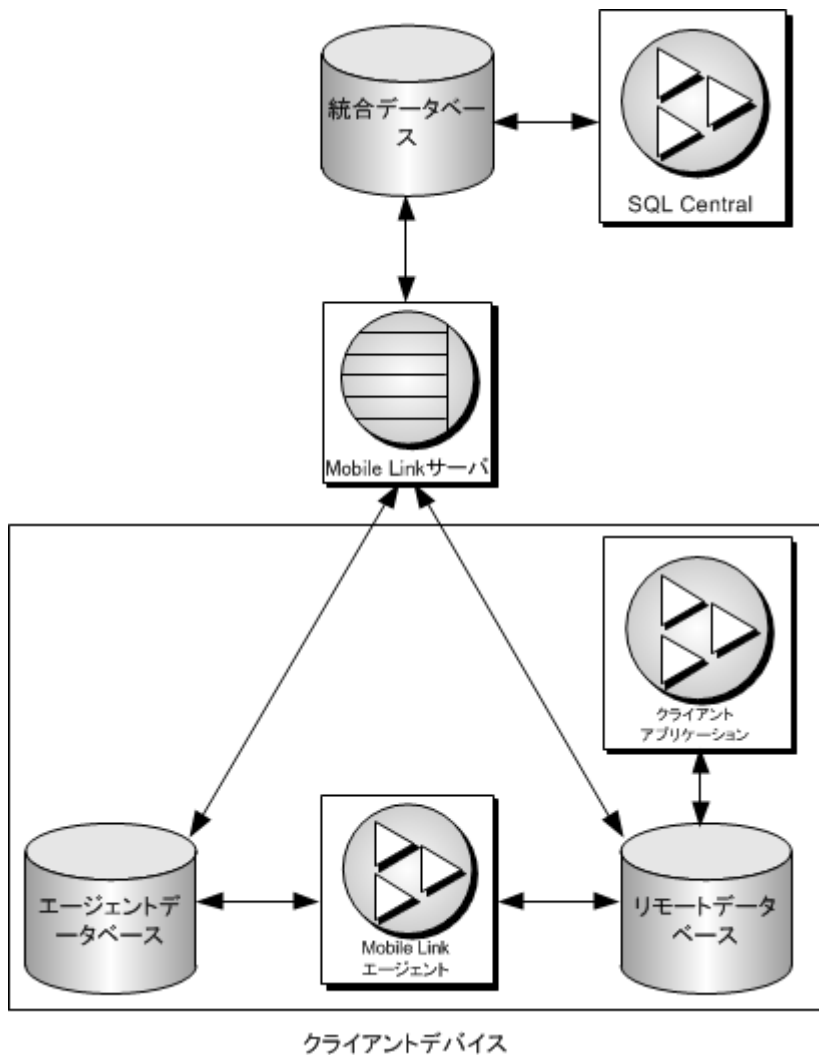 統合データベー
ス
SQL Central
Mobile Linkサーバ
クライアント
アプリケーション
エージェントデ
ータベース
Mobile Link
エージェント
リモートデータ
ベース
クライアントデバイス